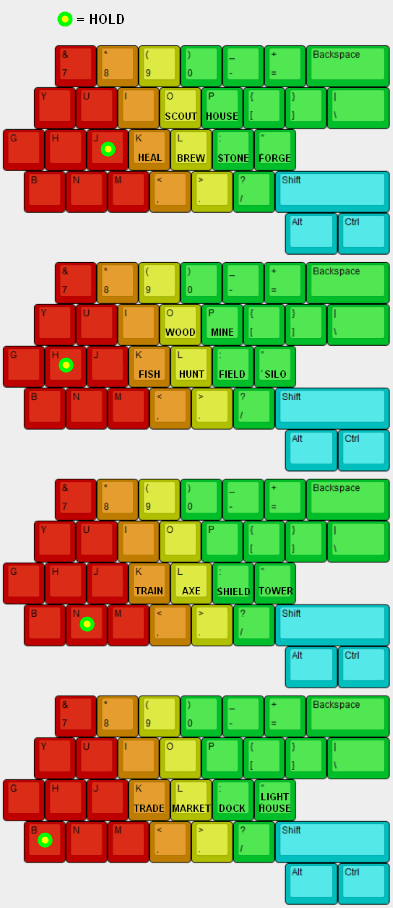 = HOLD
& * ( ) _ + Backspace
7 8 9 0 - =
Y U I O P { } |
SCOUT HOUSE [ ] \
G H J K L : "
HEAL BREW STONE FORGE
B N M < > ? Shift
, . /
Alt Ctrl
& * ( ) _ + Backspace
7 8 9 0 - =
Y U I O P { } |
WOOD MINE [ ] \
G H J K L : "
FISH HUNT FIELD ' SILO
B N M < > ? Shift
, . /
Alt Ctrl
& * ( ) _ + Backspace
7 8 9 0 - =
Y U I O P { } |
[ ] \
G H J K L : "
TRAIN AXE SHIELD TOWER
B N M < > ? Shift
, . /
Alt Ctrl
& * ( ) _ + Backspace
7 8 9 0 - =
Y U I O P { } |
[ ] \
G H J K L : "
LIGHT
TRADE MARKET DOCK HOUSE
B N M < > ? Shift
, . /
Alt Ctrl